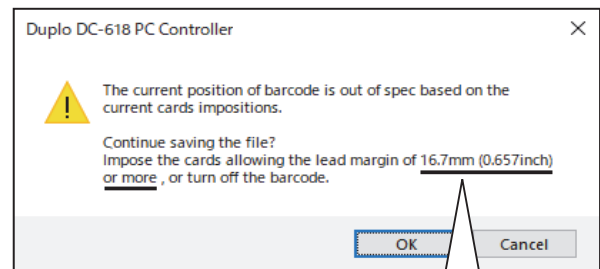 Duplo DC-618 PC Controller
The current position of barcode is out of spec based on the
current cards impositions.
Continue saving the file?
Impose the cards allowing the lead margin of 16.7mm (0.657inch)
or more , or turn off the barcode.
OK Cancel